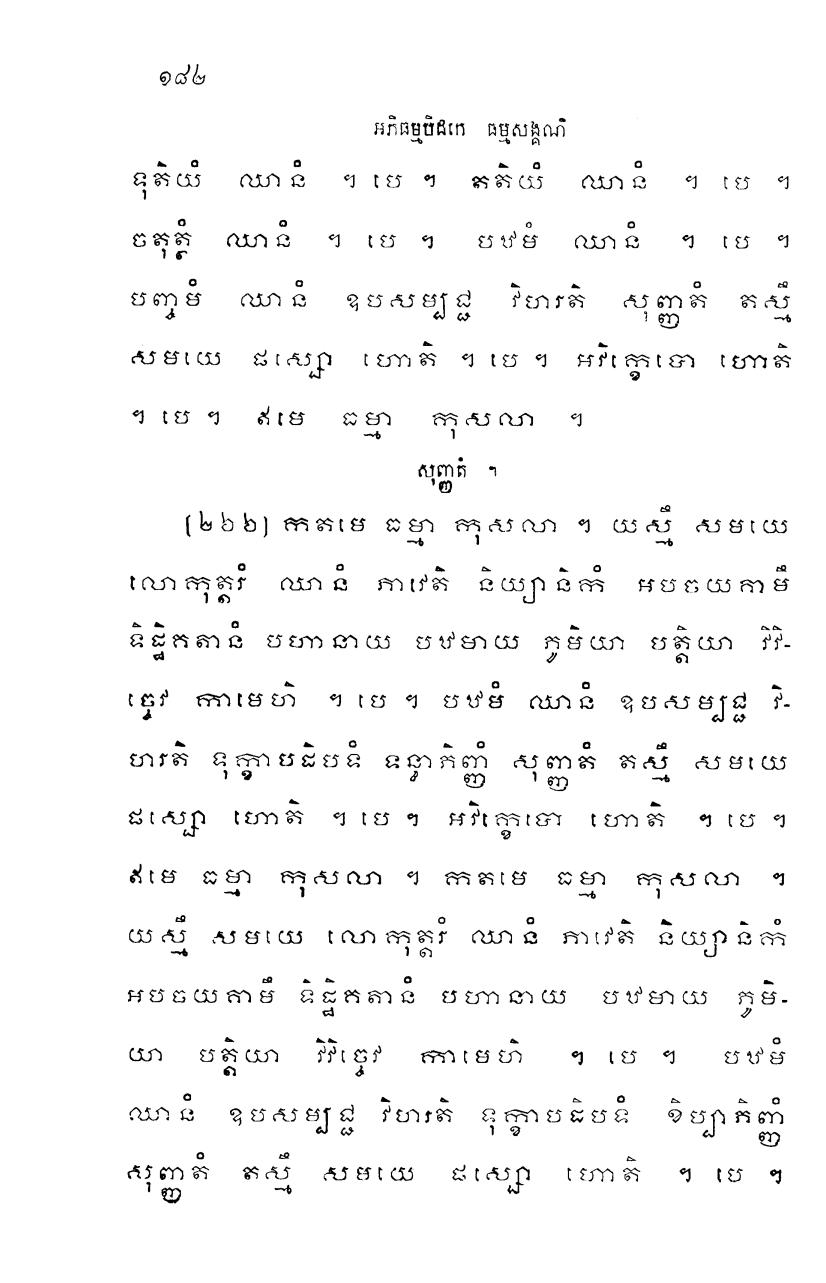 ១៨២
អភិធម្មបិដកេ ធម្មសង្គណិ
ទុតិយំ ឈានំ ។ បេ ។ តតិយំ ឈានំ ។ បេ ។
ចតុត្ថំ ឈានំ ។ បេ ។ បឋមំ ឈានំ ។ បេ ។
បញ្ចមំ ឈានំ ឧបសម្បជ្ជ វិហរតិ សុញ្ញតំ តស្មឹ
សមយេ ផស្សោ ហោតិ ។ បេ ។ អវិក្ខេបោ ហោតិ
។ បេ ។ ឥមេ ធម្មា កុសលា ។
សុញ្ញតំ ។
(២៦២) កតមេ ធម្មា កុសលា ។ យស្មឹ សមយេ
លោកុត្តរំ ឈានំ ភាវេតិ និយ្យានិកំ អបចយគាមឹ
ទិដ្ឋិគតានំ បហានាយ បឋមាយ ភូមិយា បត្តិយា វិវិ-
ច្ចេវ កាមេហិ ។ បេ ។ បឋមំ ឈានំ ឧបសម្បជ្ជ វិ-
ហរតិ ទុក្ខាបដិបទំ ទន្ធាភិញ្ញំ សុញ្ញតំ តស្មឹ សមយេ
ផស្សោ ហោតិ ។ បេ ។ អវិក្ខេបោ ហោតិ ។ បេ ។
ឥមេ ធម្មា កុសលា ។ កតមេ ធម្មា កុសលា ។
យស្មឹ សមយេ លោកុត្តរំ ឈានំ ភាវេតិ និយ្យានិកំ
អបចយគាមឹ ទិដ្ឋិគតានំ បហានាយ បឋមាយ ភូមិ-
យា បត្តិយា វិវិច្ចេវ កាមេហិ ។ បេ ។ បឋមំ
ឈានំ ឧបសម្បជ្ជ វិហរតិ ទុក្ខាបដិបទំ ខិប្បាភិញ្ញំ
សុញ្ញតំ តស្មឹ សមយេ ផស្សោ ហោតិ ។ បេ ។